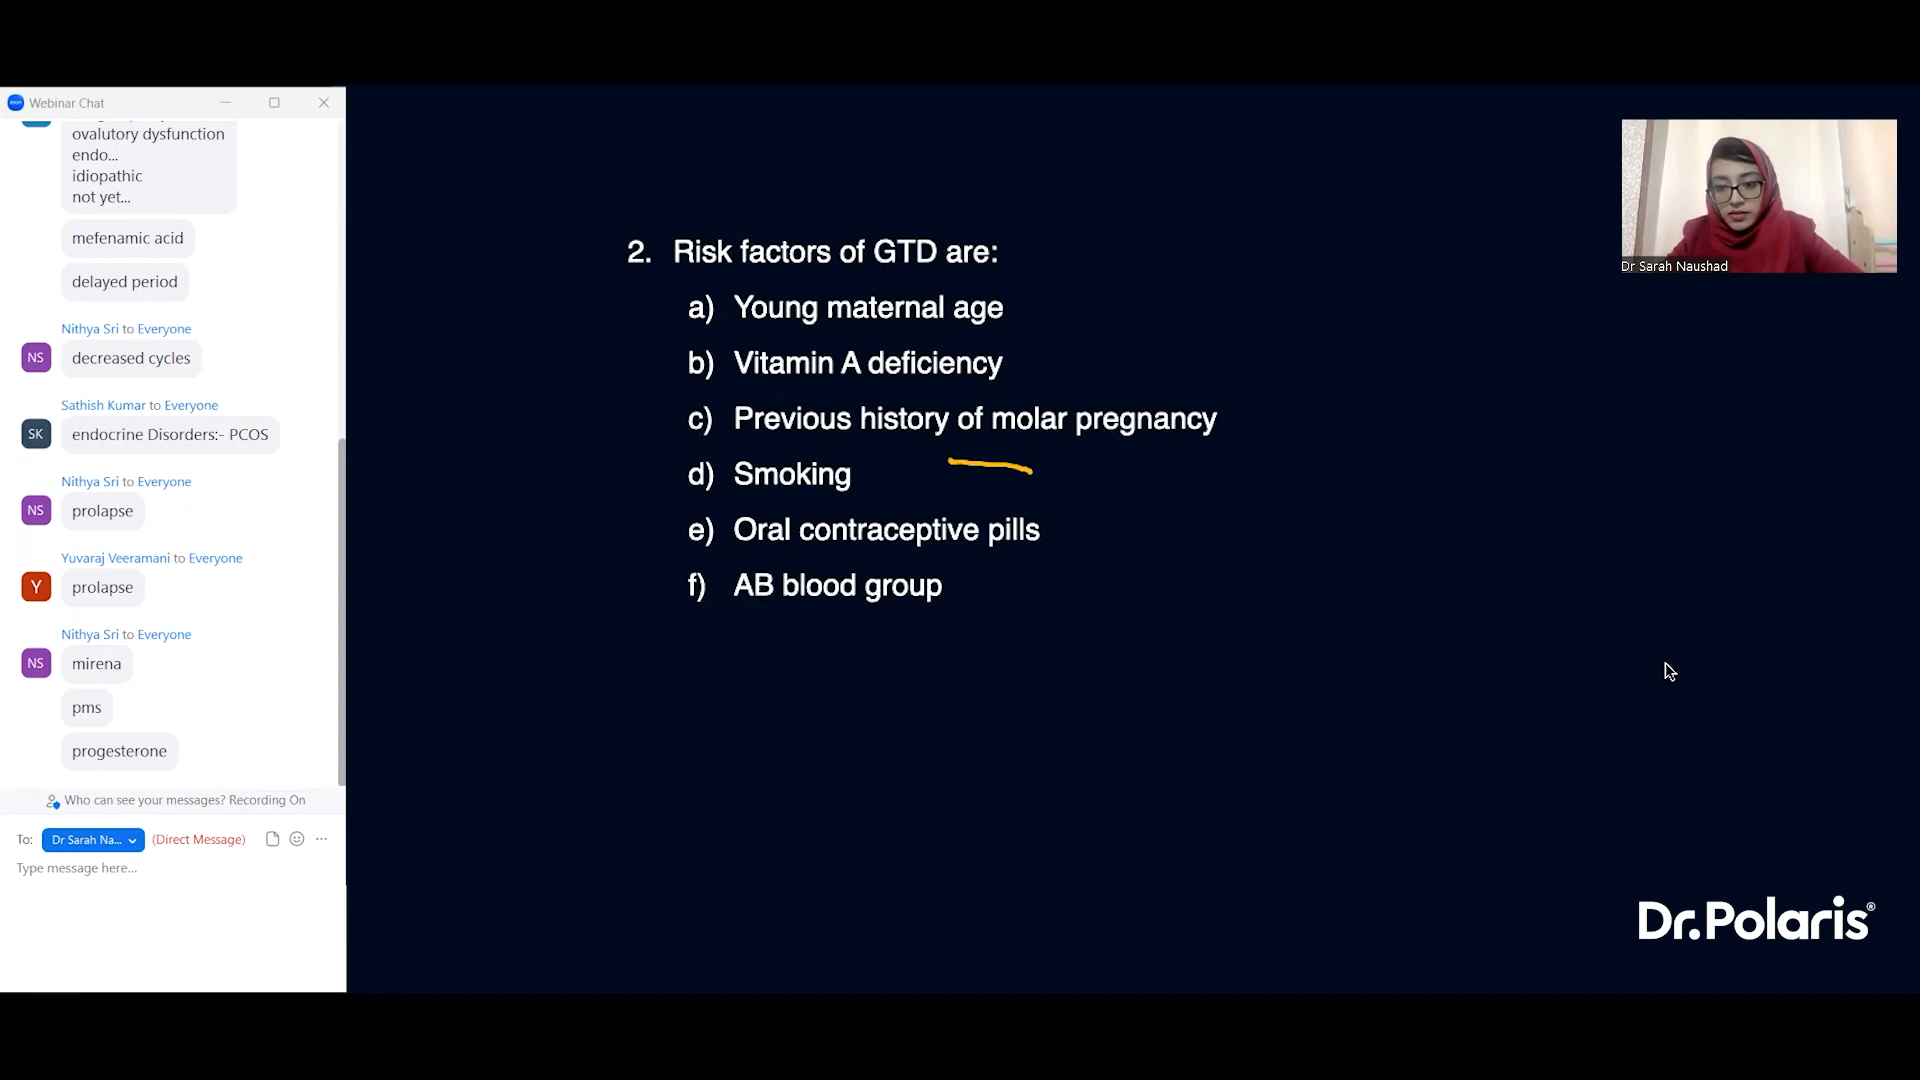 Webinar Chat
ovalutory dysfunction
endo...
idiopathic
not yet...
mefenamic acid
delayed period
Nithya Sri to Everyone
NS
decreased cycles
Sathish Kumar to Everyone
SK
endocrine Disorders:- PCOS
Nithya Sri to Everyone
NS
prolapse
Yuvaraj Veeramani to Everyone
Y
prolapse
Nithya Sri to Everyone
NS
mirena
pms
progesterone
Who can see your messages? Recording On
To: Dr Sarah Na... (Direct Message)
Type message here...
2. Risk factors of GTD are:
a) Young maternal age
b) Vitamin A deficiency
c) Previous history of molar pregnancy
d) Smoking
e) Oral contraceptive pills
f) AB blood group
Dr Sarah Naushad
Dr.Polaris®